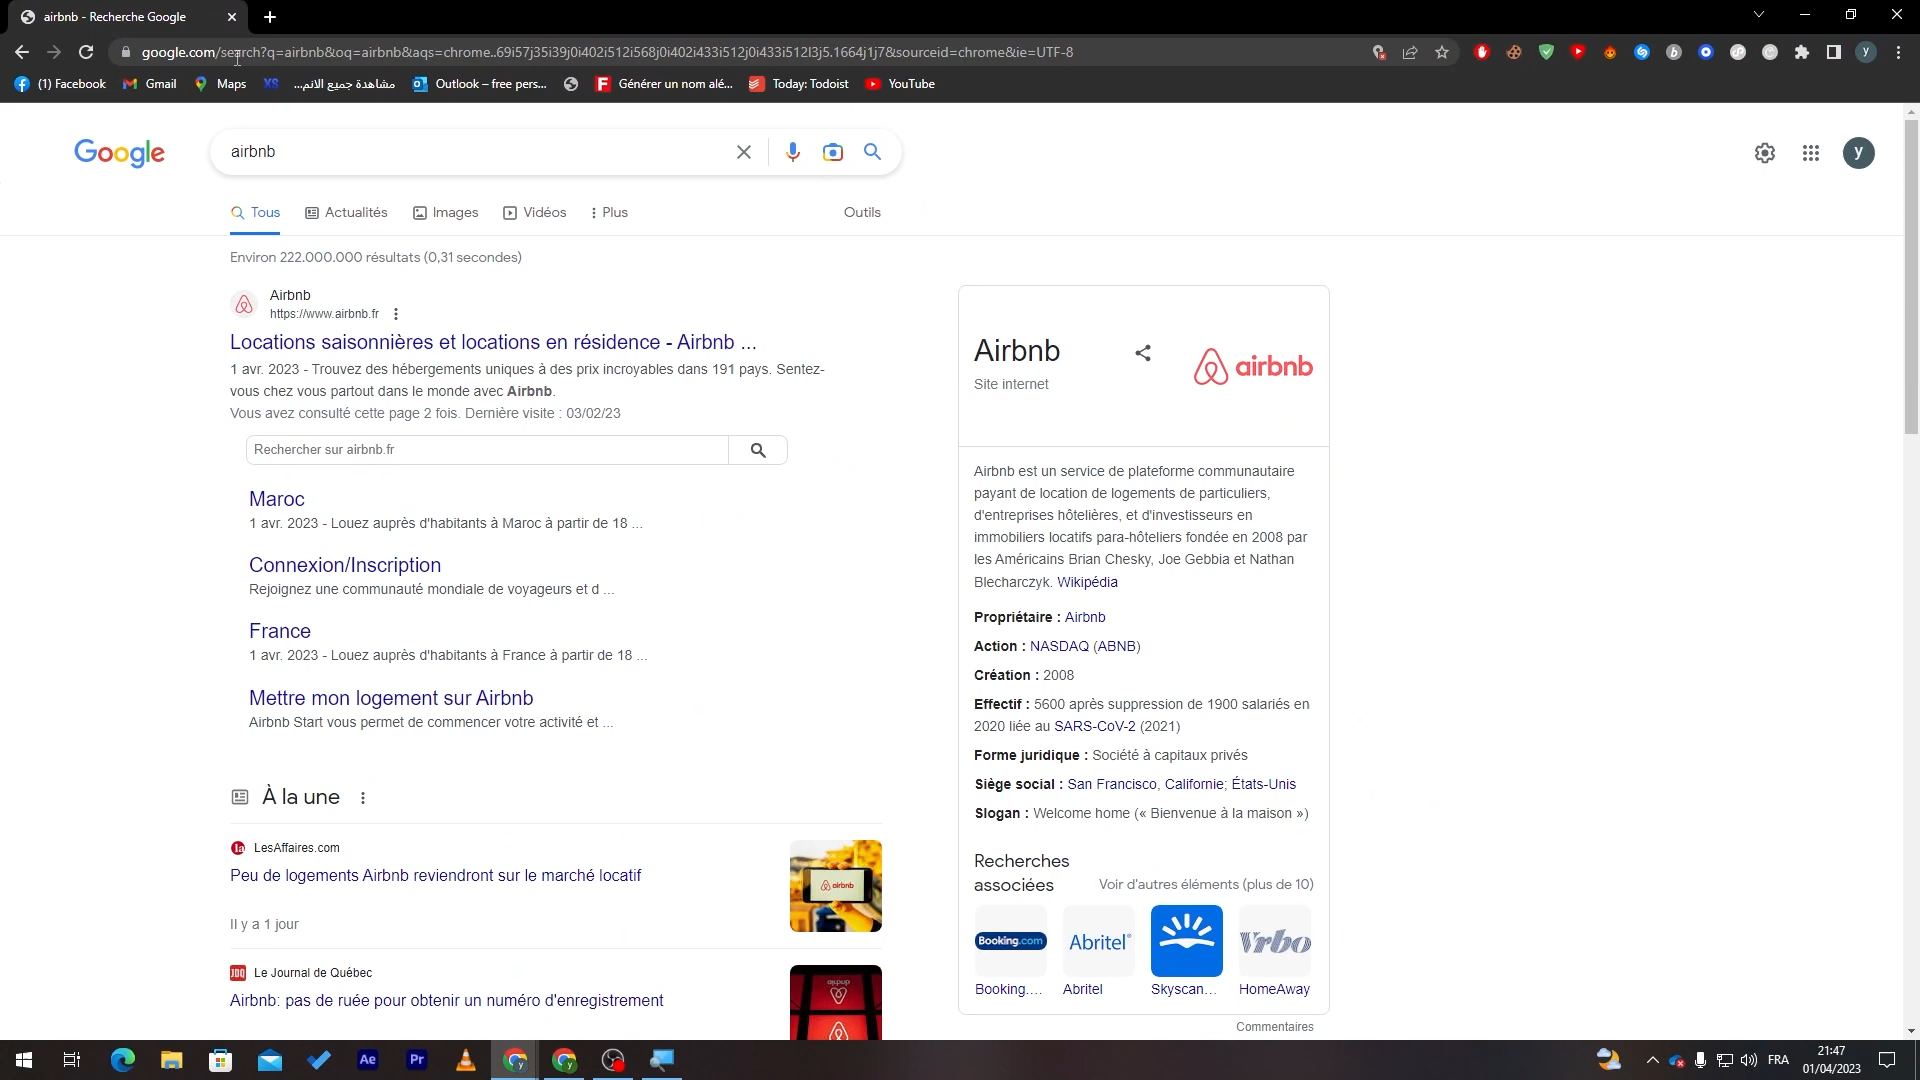 airbnb - Recherche Google
google.com/search?q=airbnb&oq=airbnb&aqs=chrome..69i57j35i39j0i402i512i568j0i402i433i512j0i433i512l3j5.1664j1j7&sourceid=chrome&ie=UTF-8
y
(1) Facebook
Gmail
Maps
XS
مشاهدة جميع الانم...
Outlook – free pers...
Générer un nom alé...
Today: Todoist
YouTube
Google
airbnb
y
Tous
Actualités
Images
Vidéos
Plus
Outils
Environ 222.000.000 résultats (0,31 secondes)
Airbnb
https://www.airbnb.fr
Locations saisonnières et locations en résidence - Airbnb ...
1 avr. 2023 - Trouvez des hébergements uniques à des prix incroyables dans 191 pays. Sentez-
vous chez vous partout dans le monde avec Airbnb.
Vous avez consulté cette page 2 fois. Dernière visite : 03/02/23
Rechercher sur airbnb.fr
Maroc
1 avr. 2023 - Louez auprès d'habitants à Maroc à partir de 18 ...
Connexion/Inscription
Rejoignez une communauté mondiale de voyageurs et d ...
France
1 avr. 2023 - Louez auprès d'habitants à France à partir de 18 ...
Mettre mon logement sur Airbnb
Airbnb Start vous permet de commencer votre activité et ...
À la une
LesAffaires.com
Peu de logements Airbnb reviendront sur le marché locatif
Il y a 1 jour
airbnb
JDQ
Le Journal de Québec
Airbnb: pas de ruée pour obtenir un numéro d'enregistrement
Airbnb
Site internet
airbnb
Airbnb est un service de plateforme communautaire
payant de location de logements de particuliers,
d'entreprises hôtelières, et d'investisseurs en
immobiliers locatifs para-hôteliers fondée en 2008 par
les Américains Brian Chesky, Joe Gebbia et Nathan
Blecharczyk. Wikipédia
Propriétaire : Airbnb
Action : NASDAQ (ABNB)
Création : 2008
Effectif : 5600 après suppression de 1900 salariés en
2020 liée au SARS-CoV-2 (2021)
Forme juridique : Société à capitaux privés
Siège social : San Francisco, Californie; États-Unis
Slogan : Welcome home (« Bienvenue à la maison »)
Recherches
associées
Voir d'autres éléments (plus de 10)
Booking.com
Abritel
Vrbo
Booking....
Abritel
Skyscan...
HomeAway
Commentaires
Ae
Pr
FRA
21:47
01/04/2023